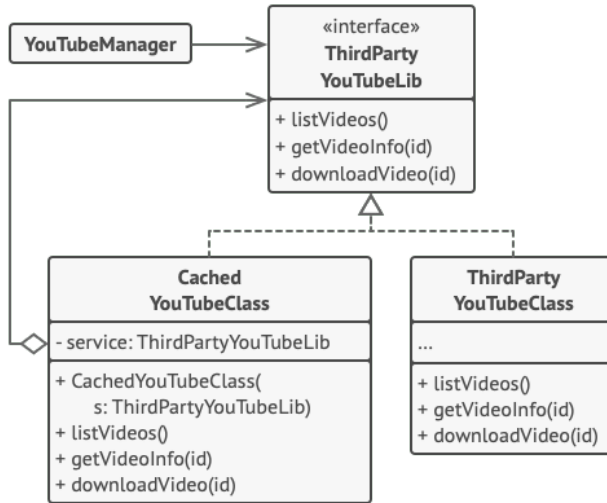 YouTubeManager
«interface»
ThirdParty
YouTubeLib
+ listVideos()
+ getVideoInfo(id)
+ downloadVideo(id)
Cached
YouTubeClass
- service: ThirdPartyYouTubeLib
+ CachedYouTubeClass(
s: ThirdPartyYouTubeLib)
+ listVideos()
+ getVideoInfo(id)
+ downloadVideo(id)
ThirdParty
YouTubeClass
...
+ listVideos()
+ getVideoInfo(id)
+ downloadVideo(id)